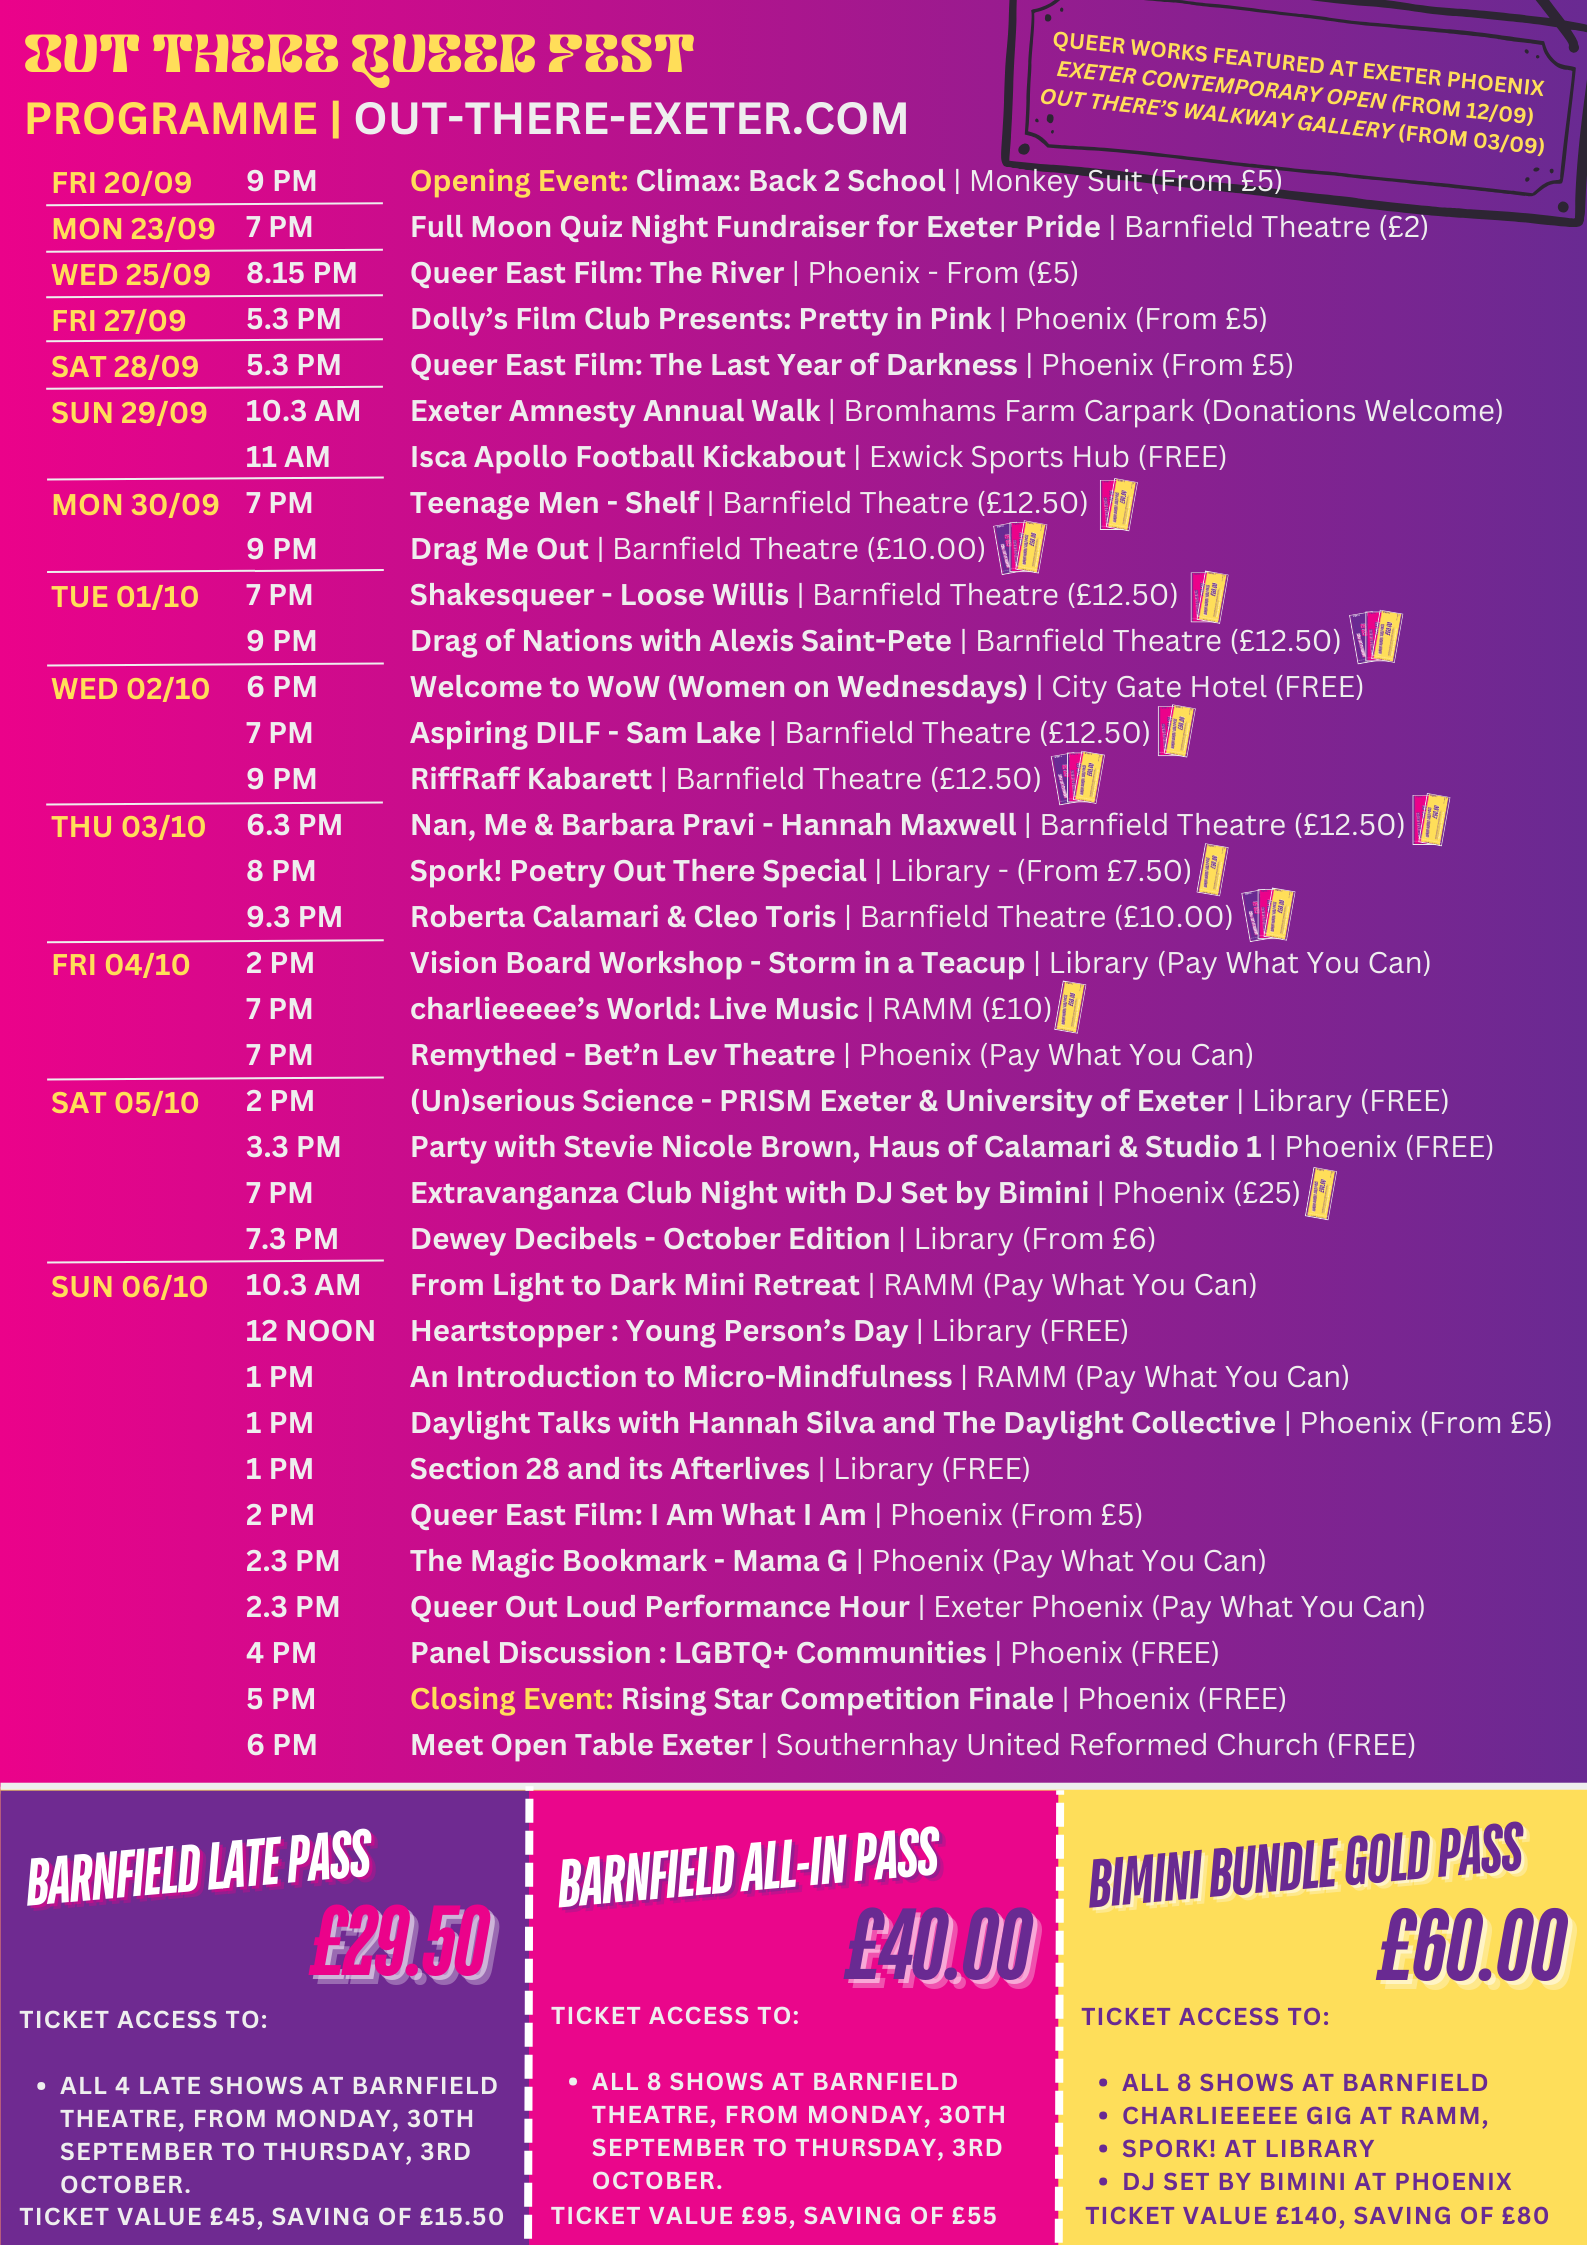 OUT THERE QUEER FEST
PROGRAMME | OUT-THERE-EXETER.COM
QUEER WORKS FEATURED AT EXETER PHOENIX
EXETER CONTEMPORARY OPEN (FROM 12/09)
OUT THERE'S WALKWAY GALLERY (FROM 03/09)
FRI 20/09 9 PM Opening Event: Climax: Back 2 School | Monkey Suit (From £5)
MON 23/09 7 PM Full Moon Quiz Night Fundraiser for Exeter Pride | Barnfield Theatre (£2)
WED 25/09 8.15 PM Queer East Film: The River | Phoenix - From (£5)
FRI 27/09 5.3 PM Dolly's Film Club Presents: Pretty in Pink | Phoenix (From £5)
SAT 28/09 5.3 PM Queer East Film: The Last Year of Darkness | Phoenix (From £5)
SUN 29/09 10.3 AM Exeter Amnesty Annual Walk | Bromhams Farm Carpark (Donations Welcome)
11 AM Isca Apollo Football Kickabout | Exwick Sports Hub (FREE)
MON 30/09 7 PM Teenage Men - Shelf | Barnfield Theatre (£12.50)
9 PM Drag Me Out | Barnfield Theatre (£10.00)
TUE 01/10 7 PM Shakesqueer - Loose Willis | Barnfield Theatre (£12.50)
9 PM Drag of Nations with Alexis Saint-Pete | Barnfield Theatre (£12.50)
WED 02/10 6 PM Welcome to WoW (Women on Wednesdays) | City Gate Hotel (FREE)
7 PM Aspiring DILF - Sam Lake | Barnfield Theatre (£12.50)
9 PM RiffRaff Kabarett | Barnfield Theatre (£12.50)
THU 03/10 6.3 PM Nan, Me & Barbara Pravi - Hannah Maxwell | Barnfield Theatre (£12.50)
8 PM Spork! Poetry Out There Special | Library - (From £7.50)
9.3 PM Roberta Calamari & Cleo Toris | Barnfield Theatre (£10.00)
FRI 04/10 2 PM Vision Board Workshop - Storm in a Teacup | Library (Pay What You Can)
7 PM charlieeeee's World: Live Music | RAMM (£10)
7 PM Remythed - Bet'n Lev Theatre | Phoenix (Pay What You Can)
SAT 05/10 2 PM (Un)serious Science - PRISM Exeter & University of Exeter | Library (FREE)
3.3 PM Party with Stevie Nicole Brown, Haus of Calamari & Studio 1 | Phoenix (FREE)
7 PM Extravanganza Club Night with DJ Set by Bimini | Phoenix (£25)
7.3 PM Dewey Decibels - October Edition | Library (From £6)
SUN 06/10 10.3 AM From Light to Dark Mini Retreat | RAMM (Pay What You Can)
12 NOON Heartstopper : Young Person's Day | Library (FREE)
1 PM An Introduction to Micro-Mindfulness | RAMM (Pay What You Can)
1 PM Daylight Talks with Hannah Silva and The Daylight Collective | Phoenix (From £5)
1 PM Section 28 and its Afterlives | Library (FREE)
2 PM Queer East Film: I Am What I Am | Phoenix (From £5)
2.3 PM The Magic Bookmark - Mama G | Phoenix (Pay What You Can)
2.3 PM Queer Out Loud Performance Hour | Exeter Phoenix (Pay What You Can)
4 PM Panel Discussion : LGBTQ+ Communities | Phoenix (FREE)
5 PM Closing Event: Rising Star Competition Finale | Phoenix (FREE)
6 PM Meet Open Table Exeter | Southernhay United Reformed Church (FREE)
BARNFIELD LATE PASS
£29.50
TICKET ACCESS TO:
• ALL 4 LATE SHOWS AT BARNFIELD
THEATRE, FROM MONDAY, 30TH
SEPTEMBER TO THURSDAY, 3RD
OCTOBER.
TICKET VALUE £45, SAVING OF £15.50
BARNFIELD ALL-IN PASS
£40.00
TICKET ACCESS TO:
• ALL 8 SHOWS AT BARNFIELD
THEATRE, FROM MONDAY, 30TH
SEPTEMBER TO THURSDAY, 3RD
OCTOBER.
TICKET VALUE £95, SAVING OF £55
BIMINI BUNDLE GOLD PASS
£60.00
TICKET ACCESS TO:
• ALL 8 SHOWS AT BARNFIELD
• CHARLIEEEEE GIG AT RAMM,
• SPORK! AT LIBRARY
• DJ SET BY BIMINI AT PHOENIX
TICKET VALUE £140, SAVING OF £80